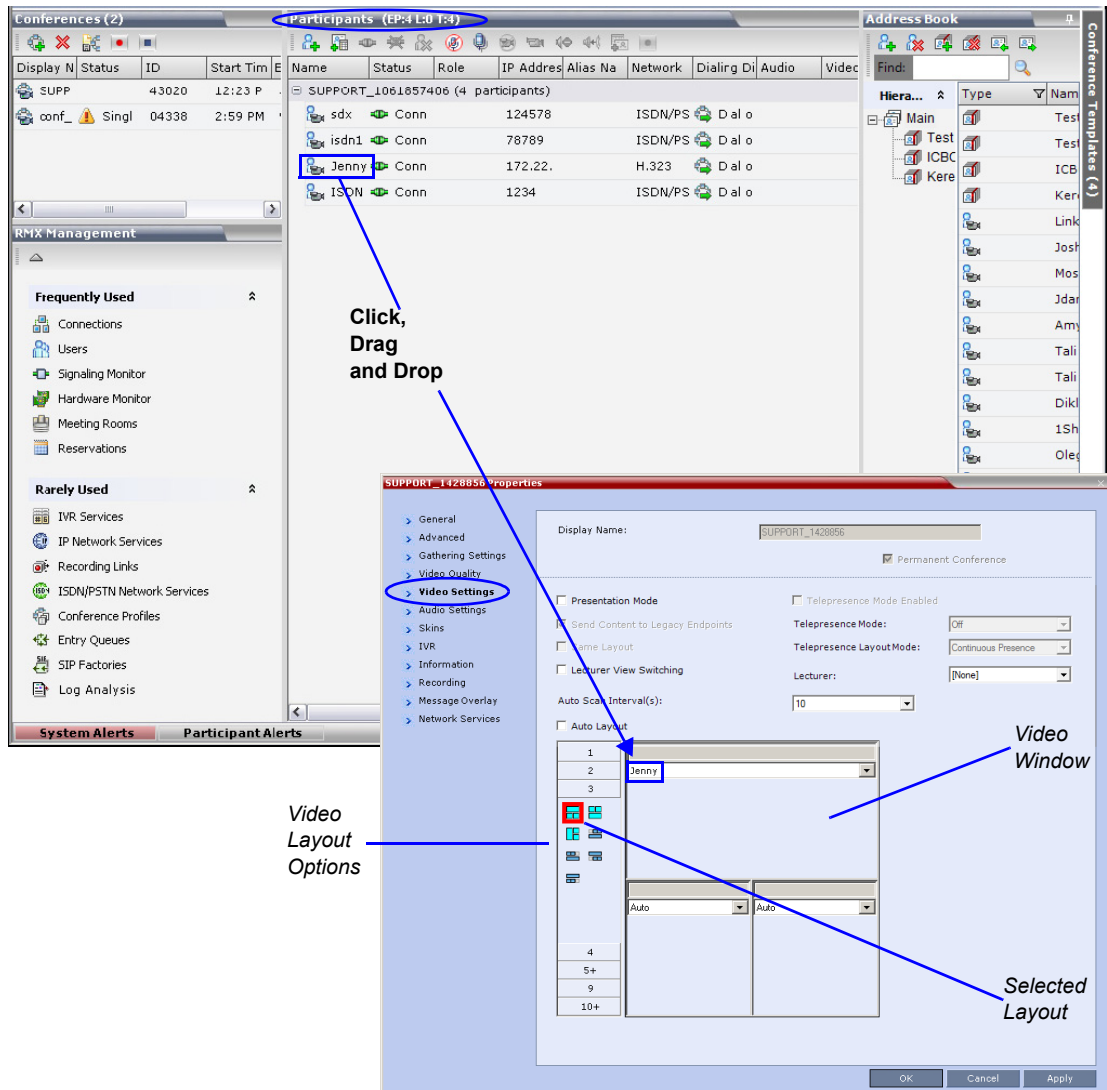 Conferences (2)
Display N Status ID Start Tim E
SUPP 43020 12:23 P
conf_ Singl 04338 2:59 PM
RMX Management
Frequently Used
Connections
Users
Signaling Monitor
Hardware Monitor
Meeting Rooms
Reservations
Rarely Used
IVR Services
IP Network Services
Recording Links
ISDN/PSTN Network Services
Conference Profiles
Entry Queues
SIP Factories
Log Analysis
System Alerts Participant Alerts
Participants (EP:4 L:0 T:4)
Name Status Role IP Addres Alias Na Network Dialing Di Audio Videc
SUPPORT_1061857406 (4 participants)
sdx Conn 124578 ISDN/PS D al o
isdn1 Conn 78789 ISDN/PS D al o
Jenny Conn 172.22. H.323 D al o
ISDN Conn 1234 ISDN/PS D al o
Click,
Drag
and Drop
Address Book
Find:
Hiera...
Main
Test
ICBC
Kere
Type Nam
Test
Test
ICB
Kere
Link
Josh
Mos
Jdar
Amy
Tali
Tali
Dikl
1Sh
Oleg
Conference Templates (4)
SUPPORT_1428856 Properties
General
Advanced
Gathering Settings
Video Quality
Video Settings
Audio Settings
Skins
IVR
Information
Recording
Message Overlay
Network Services
Display Name: SUPPORT_1428856
Permanent Conference
Presentation Mode
Telepresence Mode Enabled
Send Content to Legacy Endpoints
Telepresence Mode: Off
Same Layout
Telepresence Layout Mode: Continuous Presence
Lecturer View Switching
Lecturer: [None]
Auto Scan Interval(s): 10
Auto Layout
1
2
3
4
5+
9
10+
Jenny
Auto Auto
Video
Window
Video
Layout
Options
Selected
Layout
OK Cancel Apply